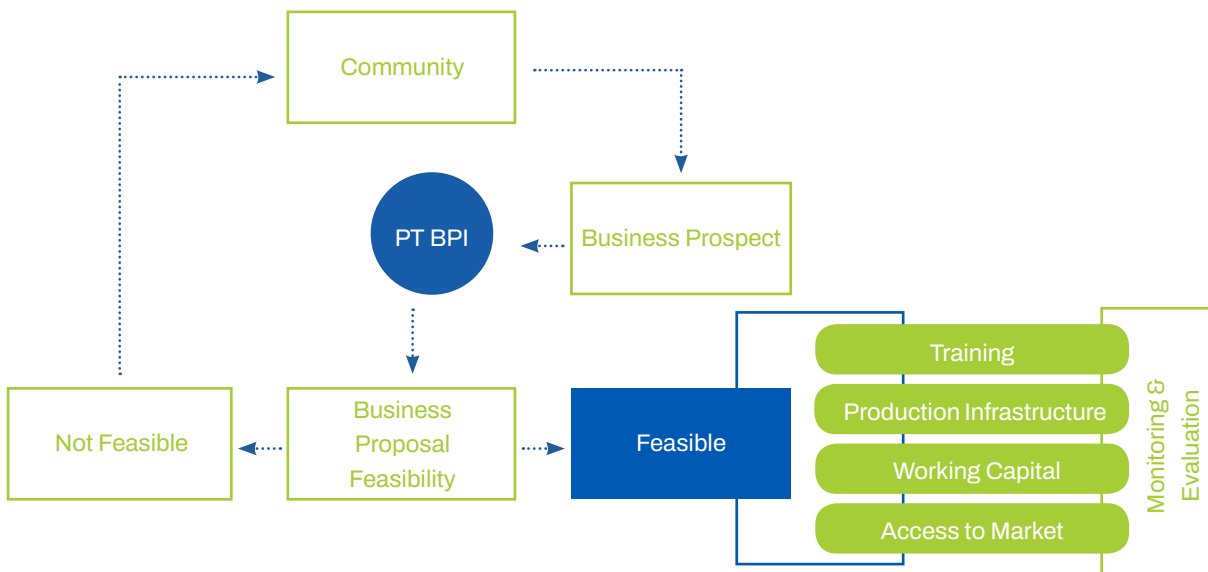 Community
PT BPI
Business Prospect
Not Feasible
Business
Proposal
Feasibility
Feasible
Training
Production Infrastructure
Working Capital
Access to Market
Monitoring &
Evaluation